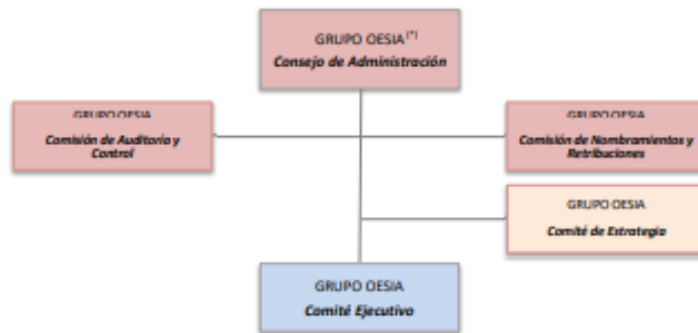 GRUPO OESIA(*)
Consejo de Administración
GRUPO OESIA
Comisión de Auditoría y
Control
GRUPO OESIA
Comisión de Nombramientos y
Retribuciones
GRUPO OESIA
Comité de Estrategia
GRUPO OESIA
Comité Ejecutivo